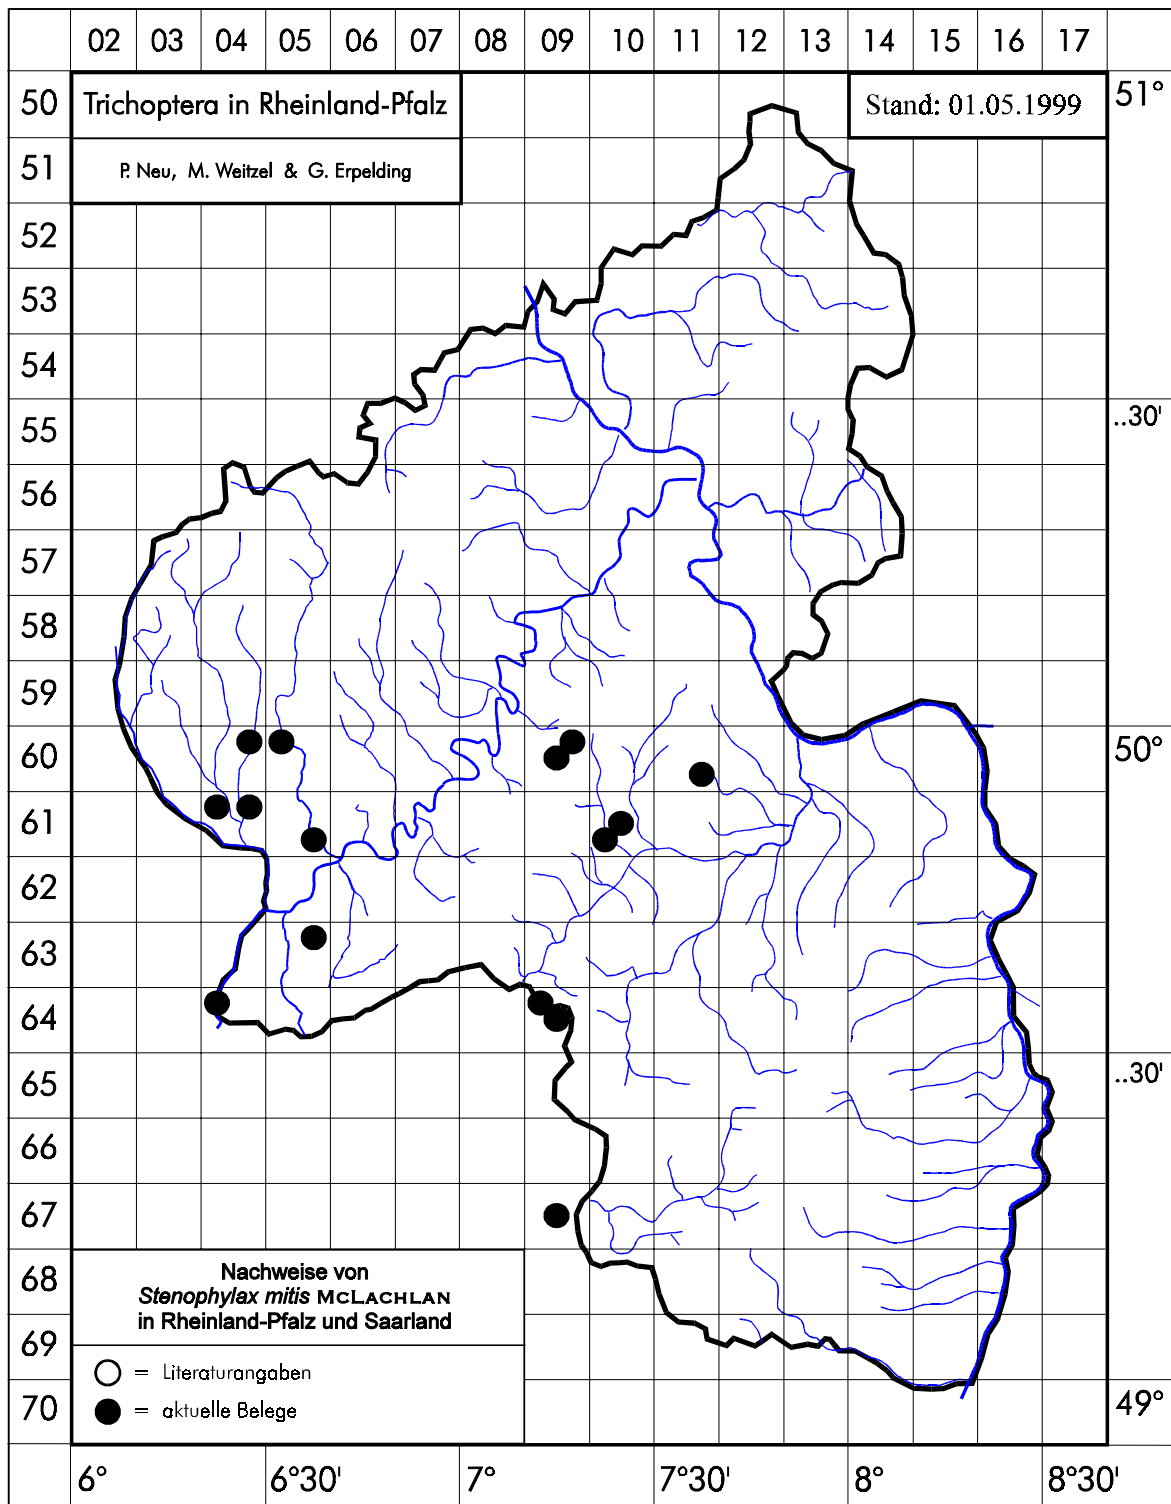 02 03 04 05 06 07 08 09 10 11 12 13 14 15 16 17
50
Trichoptera in Rheinland-Pfalz
Stand: 01.05.1999
51°
51
P. Neu, M. Weitzel & G. Erpelding
52
53
54
55
..30'
56
57
58
59
60
50°
61
62
63
64
65
..30'
66
67
68
Nachweise von
Stenophylax mitis MCLACHLAN
in Rheinland-Pfalz und Saarland
69
= Literaturangaben
70
= aktuelle Belege
49°
6° 6°30' 7° 7°30' 8° 8°30'